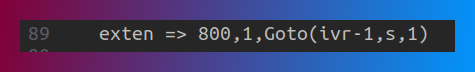 89 exten => 800,1,Goto(ivr-1,s,1)